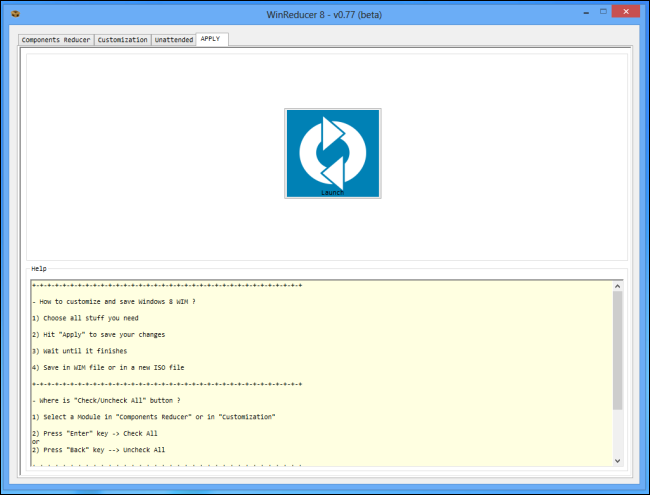 WinReducer 8 - v0.77 (beta)
Components Reducer Customization Unattended APPLY
Launch
Help
*-+-+-+-+-+-+-+-+-+-+-+-+-+-+-+-+-+-+-+-+-+-+-+-+-+-+-+-+-+-+-+-+-+
- How to customize and save Windows 8 WIM ?
1) Choose all stuff you need
2) Hit "Apply" to save your changes
3) Wait until it finishes
4) Save in WIM file or in a new ISO file
*-+-+-+-+-+-+-+-+-+-+-+-+-+-+-+-+-+-+-+-+-+-+-+-+-+-+-+-+-+-+-+-+-+
- Where is "Check/Uncheck All" button ?
1) Select a Module in "Components Reducer" or in "Customization"
2) Press "Enter" key -> Check All
or
2) Press "Back" key --> Uncheck All